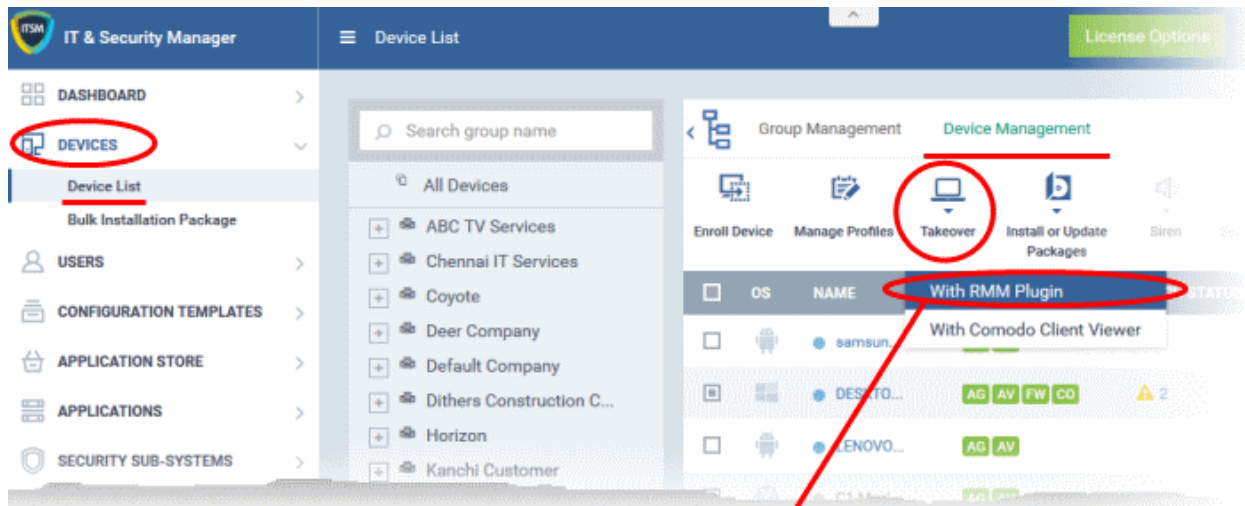 ITSM
IT & Security Manager
Device List
License Options
DASHBOARD
DEVICES
Device List
Bulk Installation Package
USERS
CONFIGURATION TEMPLATES
APPLICATION STORE
APPLICATIONS
SECURITY SUB-SYSTEMS
Search group name
All Devices
ABC TV Services
Chennai IT Services
Coyote
Deer Company
Default Company
Dithers Construction C...
Horizon
Kanchi Customer
Group Management
Device Management
Enroll Device
Manage Profiles
Takeover
Install or Update
Packages
Siren
With RMM Plugin
With Comodo Client Viewer
OS NAME STATUS
samsun...
DESKTO... AG AV FW CO 2
LENOVO... AG AV